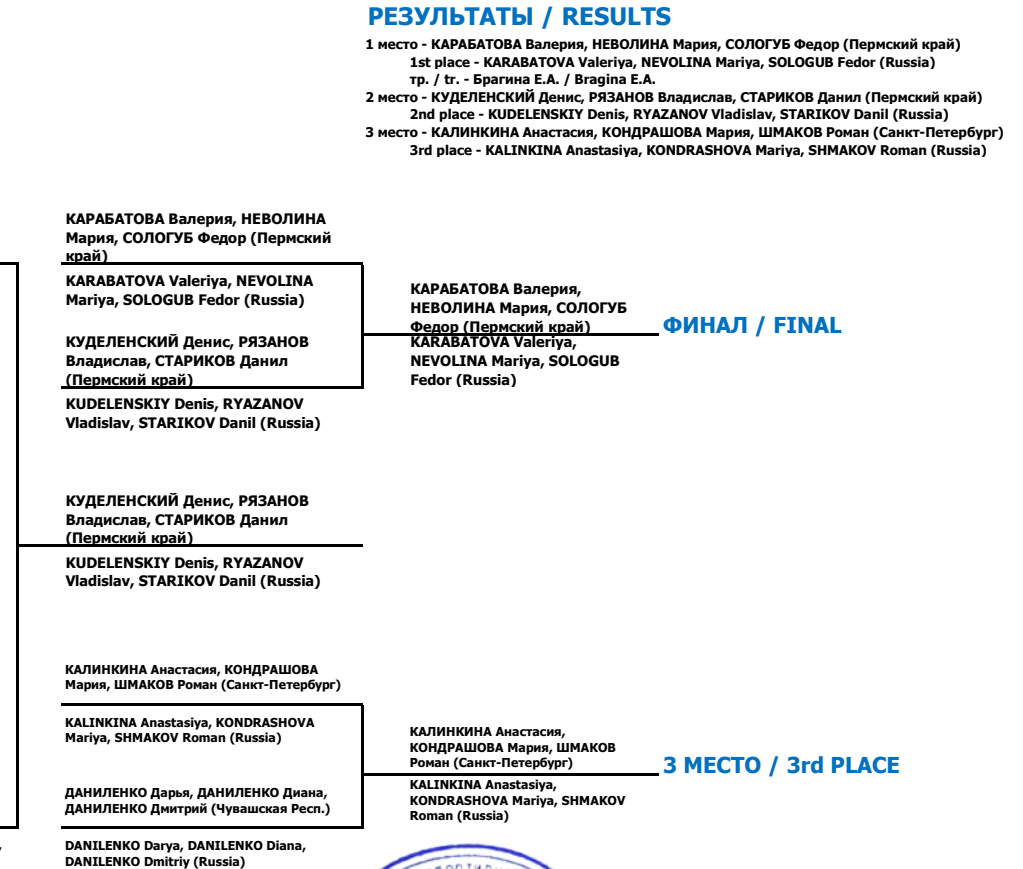 РЕЗУЛЬТАТЫ / RESULTS
1 место - КАРАБАТОВА Валерия, НЕВОЛИНА Мария, СОЛОГУБ Федор (Пермский край)
1st place - KARABATOVA Valeriya, NEVOLINA Mariya, SOLOGUB Fedor (Russia)
тр. / tr. - Брагина Е.А. / Bragina E.A.
2 место - КУДЕЛЕНСКИЙ Денис, РЯЗАНОВ Владислав, СТАРИКОВ Данил (Пермский край)
2nd place - KUDELENSKIY Denis, RYAZANOV Vladislav, STARIKOV Danil (Russia)
3 место - КАЛИНКИНА Анастасия, КОНДРАШОВА Мария, ШМАКОВ Роман (Санкт-Петербург)
3rd place - KALINKINA Anastasiya, KONDRASHOVA Mariya, SHMAKOV Roman (Russia)
КАРАБАТОВА Валерия, НЕВОЛИНА
Мария, СОЛОГУБ Федор (Пермский
край)
KARABATOVA Valeriya, NEVOLINA
Mariya, SOLOGUB Fedor (Russia)
КУДЕЛЕНСКИЙ Денис, РЯЗАНОВ
Владислав, СТАРИКОВ Данил
(Пермский край)
KUDELENSKIY Denis, RYAZANOV
Vladislav, STARIKOV Danil (Russia)
КАРАБАТОВА Валерия,
НЕВОЛИНА Мария, СОЛОГУБ
Федор (Пермский край)
KARABATOVA Valeriya,
NEVOLINA Mariya, SOLOGUB
Fedor (Russia)
ФИНАЛ / FINAL
КУДЕЛЕНСКИЙ Денис, РЯЗАНОВ
Владислав, СТАРИКОВ Данил
(Пермский край)
KUDELENSKIY Denis, RYAZANOV
Vladislav, STARIKOV Danil (Russia)
КАЛИНКИНА Анастасия, КОНДРАШОВА
Мария, ШМАКОВ Роман (Санкт-Петербург)
KALINKINA Anastasiya, KONDRASHOVA
Mariya, SHMAKOV Roman (Russia)
ДАНИЛЕНКО Дарья, ДАНИЛЕНКО Диана,
ДАНИЛЕНКО Дмитрий (Чувашская Респ.)
DANILENKO Darya, DANILENKO Diana,
DANILENKO Dmitriy (Russia)
КАЛИНКИНА Анастасия,
КОНДРАШОВА Мария, ШМАКОВ
Роман (Санкт-Петербург)
KALINKINA Anastasiya,
KONDRASHOVA Mariya, SHMAKOV
Roman (Russia)
3 МЕСТО / 3rd PLACE